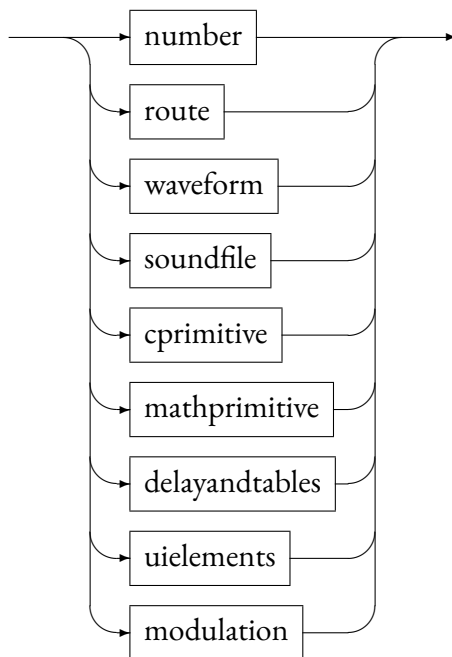 number
route
waveform
soundfile
cprimitive
mathprimitive
delayandtables
uielements
modulation